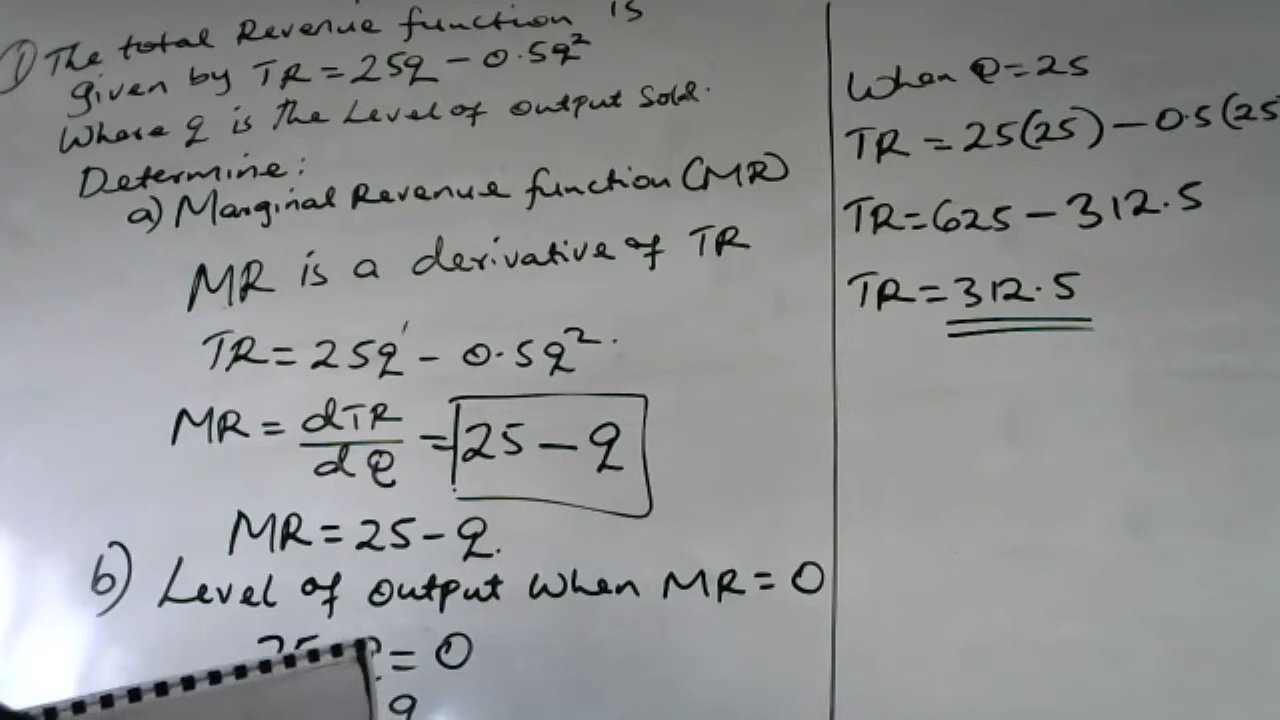 ① The total Revenue function is
given by TR = 25q - 0.5q²
Where q is the Level of output Sold.
Determine:
a) Marginal Revenue function (MR)
MR is a derivative of TR
TR = 25q' - 0.5q².
MR = dTR/dQ = 25 - q
MR = 25 - q.
b) Level of output when MR = 0
= 0
q
When Q = 25
TR = 25(25) - 0.5(25
TR = 625 - 312.5
TR = 312.5